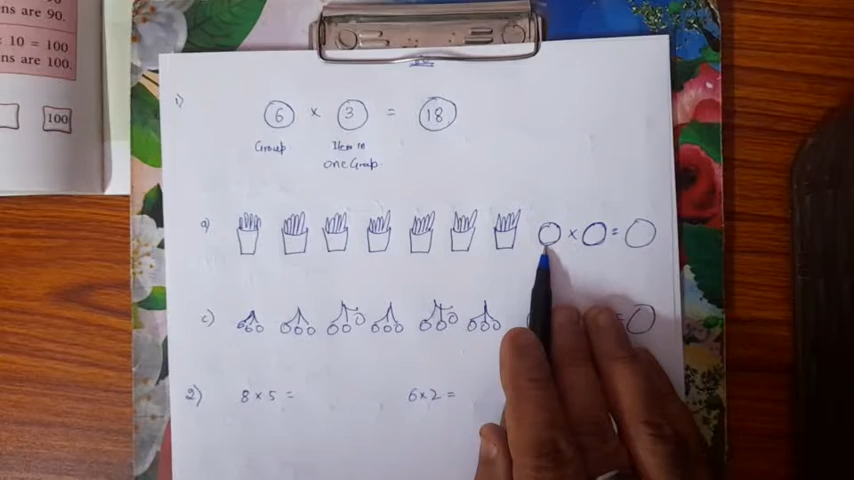 ns are 90.
× 10 = 100
ns are 100.
100
1)
6 × 3 = 18
Group
Item in
one Group
a)
× =
c)
=
2)
8 × 5 =
6 × 2 =